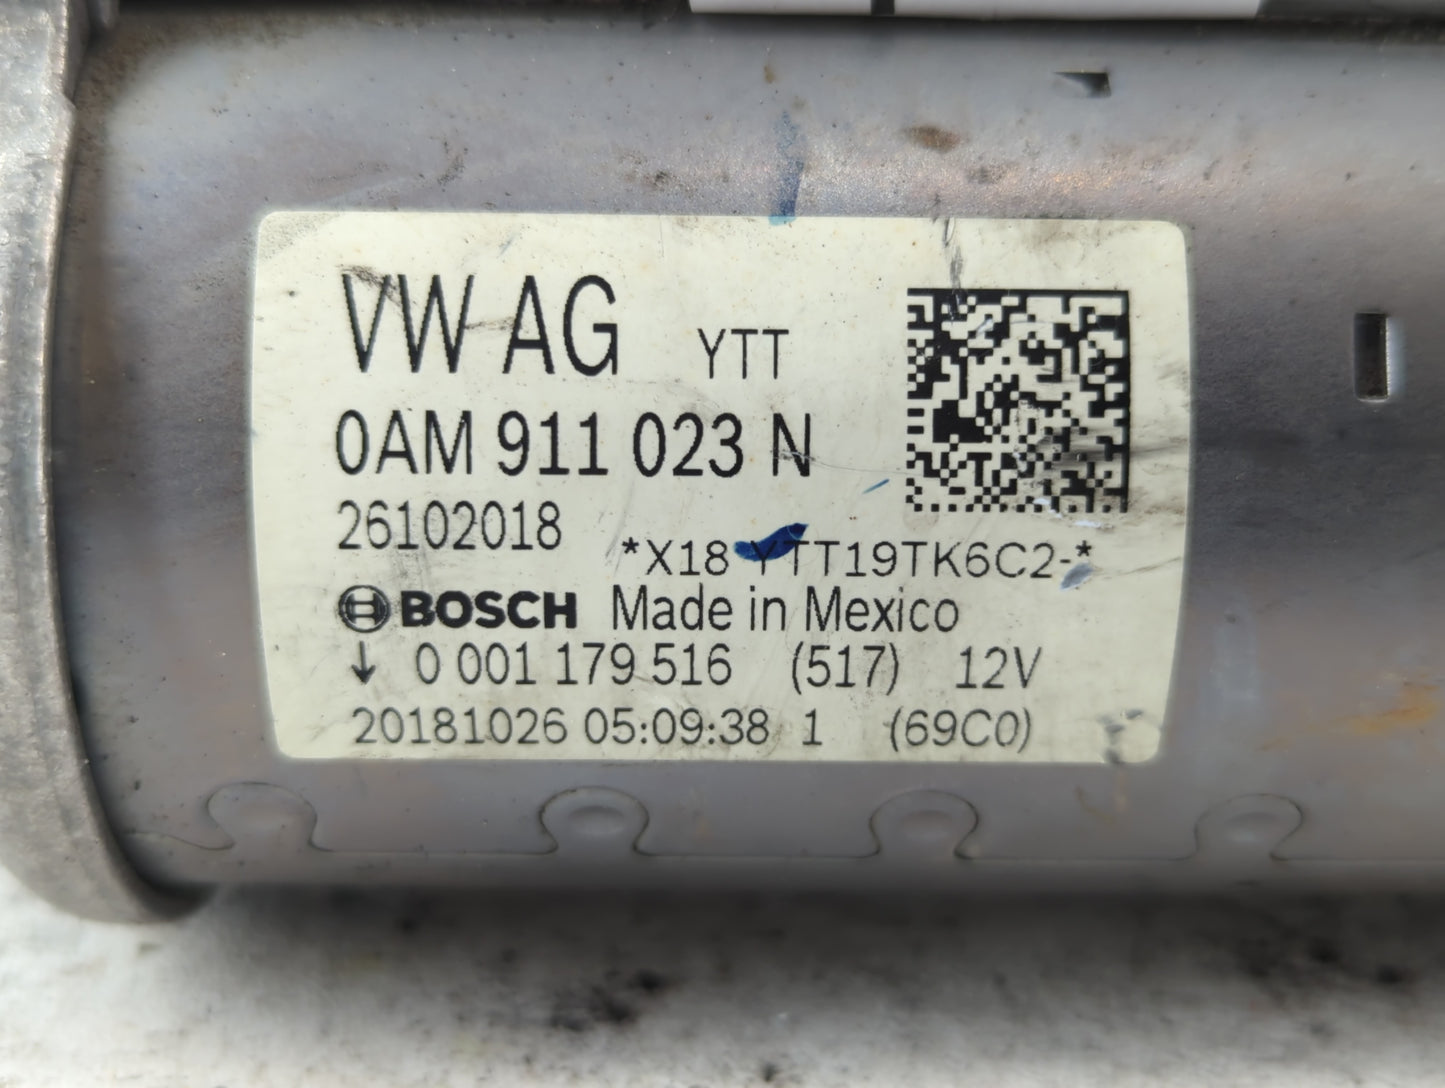 VW AG YTT
0AM 911 023 N
26102018
*X18 YTT19TK6C2-*
BOSCH Made in Mexico
↓ 0 001 179 516 (517) 12V
20181026 05:09:38 1 (69C0)